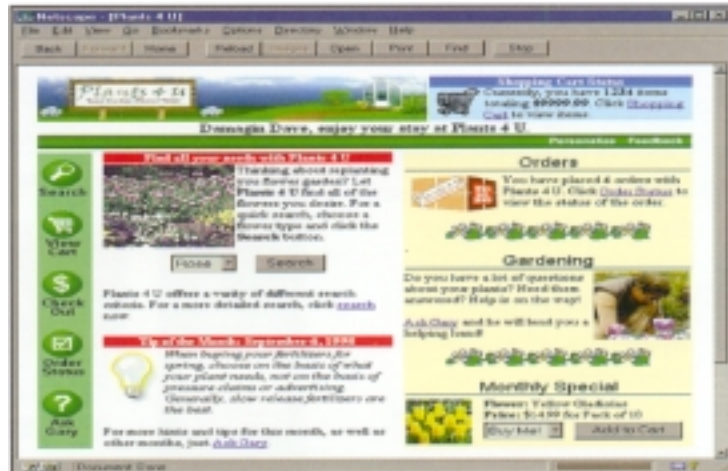 Netscape - [Plants 4 U]
File Edit View Go Bookmarks Options Directory Window Help
Back Forward Home Reload Images Open Print Find Stop
Plants 4 U
Shopping Cart Status
Currently, you have 1234 items
totaling $9999.99. Click Shopping
Cart to view items.
Damagin Dave, enjoy your stay at Plants 4 U.
Personalize Feedback
Search
View
Cart
Check
Out
Order
Status
Ask
Gary
Find all your needs with Plants 4 U
Thinking about replanting
you flower garden? Let
Plants 4 U find all of the
flowers you desire. For a
quick search, choose a
flower type and click the
Search button.
Rose Search
Plants 4 U offers a varity of different search
criteria. For a more detailed search, click search
now.
Tip of the Month: September 6, 1998
When buying your fertilizers for
spring, choose on the basis of what
your plant needs, not on the basis of
pressure claims or advertising.
Generally, slow release fertilizers are
the best.
For more hints and tips for this month, as well as
other months, just Ask Gary.
Orders
You have placed 6 orders with
Plants 4 U. Click Order Status to
view the status of the order.
Gardening
Do you have a lot of questions
about your plants? Need them
answered? Help is on the way!
Ask Gary and he will lend you a
helping hand!
Monthly Special
Flower: Yellow Gladiolus
Price: $14.99 for Pack of 10
Buy Me! Add to Cart
Document Done